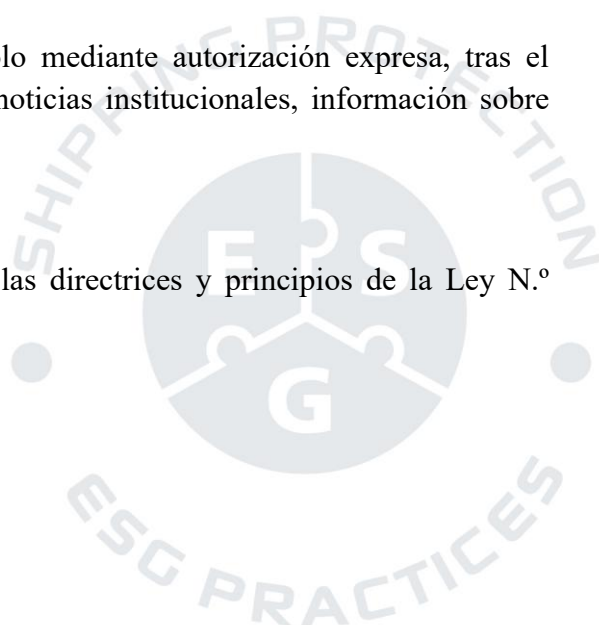 mediante autorización expresa, tras el
noticias institucionales, información sobre
las directrices y principios de la Ley N.º
SHIPPING PROTECTION
E S
G
ESG PRACTICES